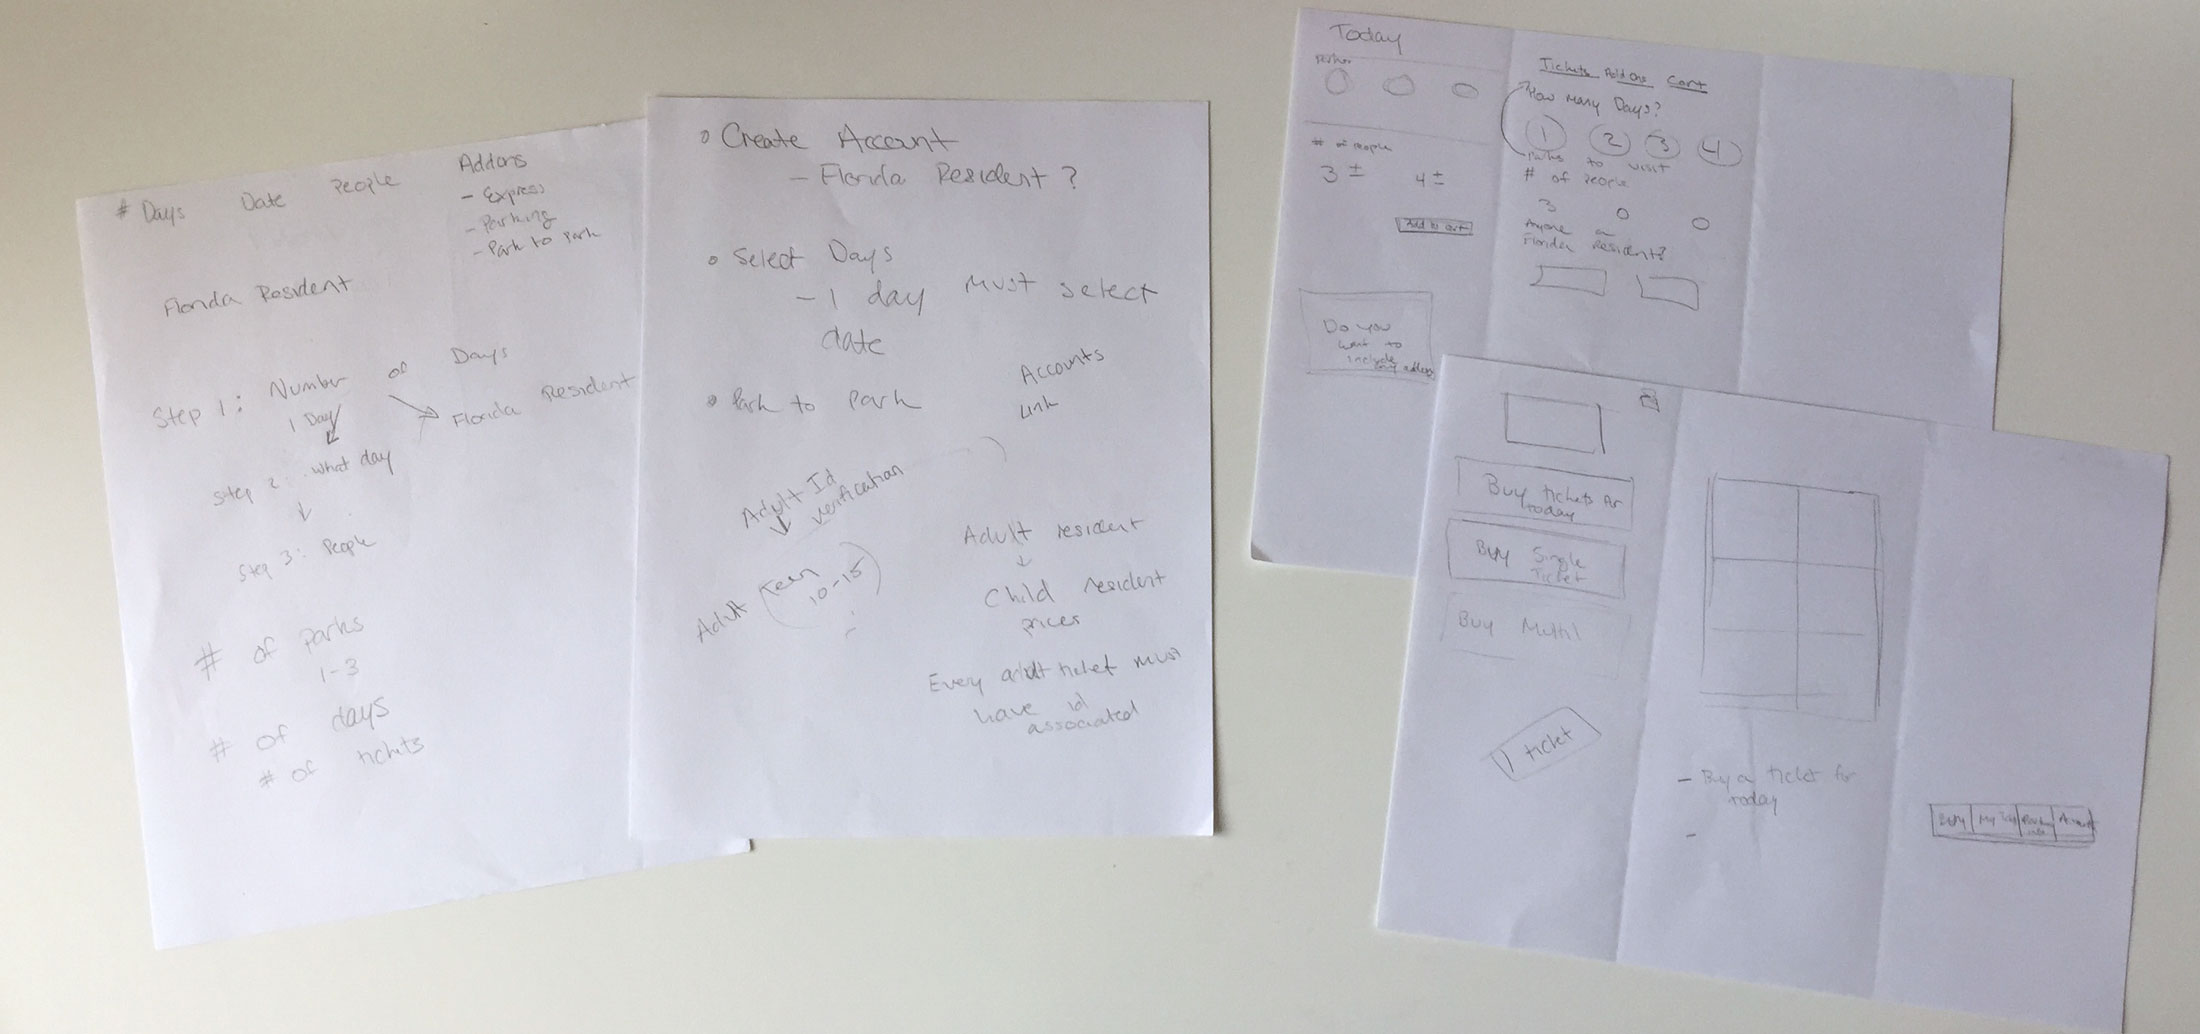 # Days Date People Addons
- Express
- Parking
- Park to Park
Florida Resident
Step 1: Number of Days
1 Day
Florida Resident
Step 2: what day
Step 3: People
# of parks
1-3
# of days
# of tickets
Create Account
- Florida Resident?
Select Days
- 1 day must select
date
Park to Park
Accounts
Link
Adult Id
verification
Adult (Teen
10-15)
Adult resident
Child resident
prices
Every adult ticket must
have id
associated
Today
# of people
3 ± 4 ±
Add to cart
Do you
want to
include
any addons
Tickets Add Ons Cart
How Many Days?
1 2 3 4
Parks to visit
# of People
3
Anyone a
Florida resident?
Buy tickets for
today
Buy Single
Ticket
Buy Multi
1 ticket
- Buy a ticket for
today
-
Buy My